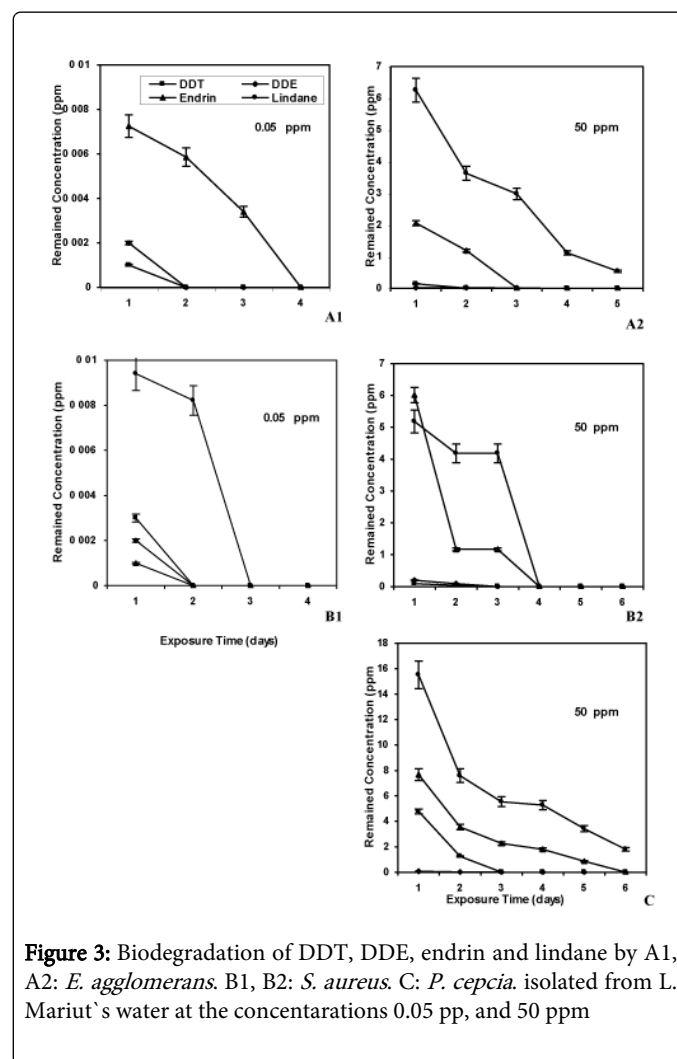 0 01
0 008
0 006
0 004
0 002
0
Remained Concentration (ppm
DDT DDE
Endrin Lindane
0.05 ppm
1 2 3 4
A1
7
6
5
4
3
2
1
0
Remained Concentration (ppm
50 ppm
1 2 3 4 5
A2
0 01
0 008
0 006
0 004
0 002
0
Remained Concentration (ppm
0.05 ppm
1 2 3 4
B1
Exposure Time (days)
6
5
4
3
2
1
0
Remained Concentration (ppm
50 ppm
1 2 3 4 5 6
B2
18
16
14
12
10
8
6
4
2
0
Remained Concentration (ppm
50 ppm
1 2 3 4 5 6
Exposure Time (days)
C
Figure 3: Biodegradation of DDT, DDE, endrin and lindane by A1,
A2: E. agglomerans. B1, B2: S. aureus. C: P. cepcia. isolated from L.
Mariut`s water at the concentarations 0.05 pp, and 50 ppm